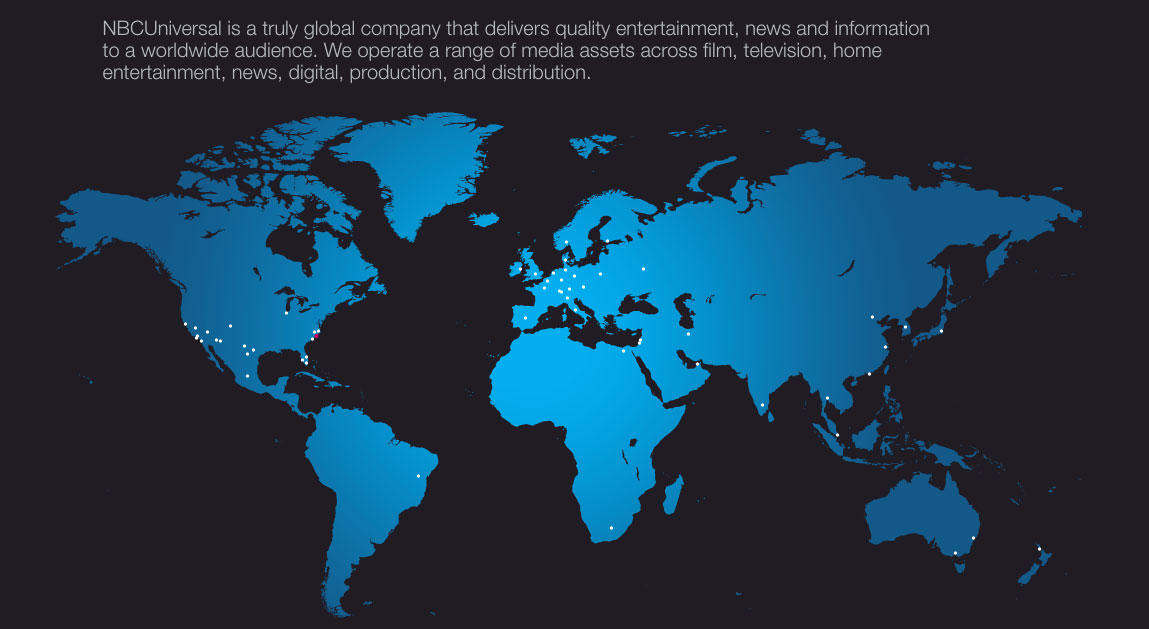 NBCUniversal is a truly global company that delivers quality entertainment, news and information
to a worldwide audience. We operate a range of media assets across film, television, home
entertainment, news, digital, production, and distribution.